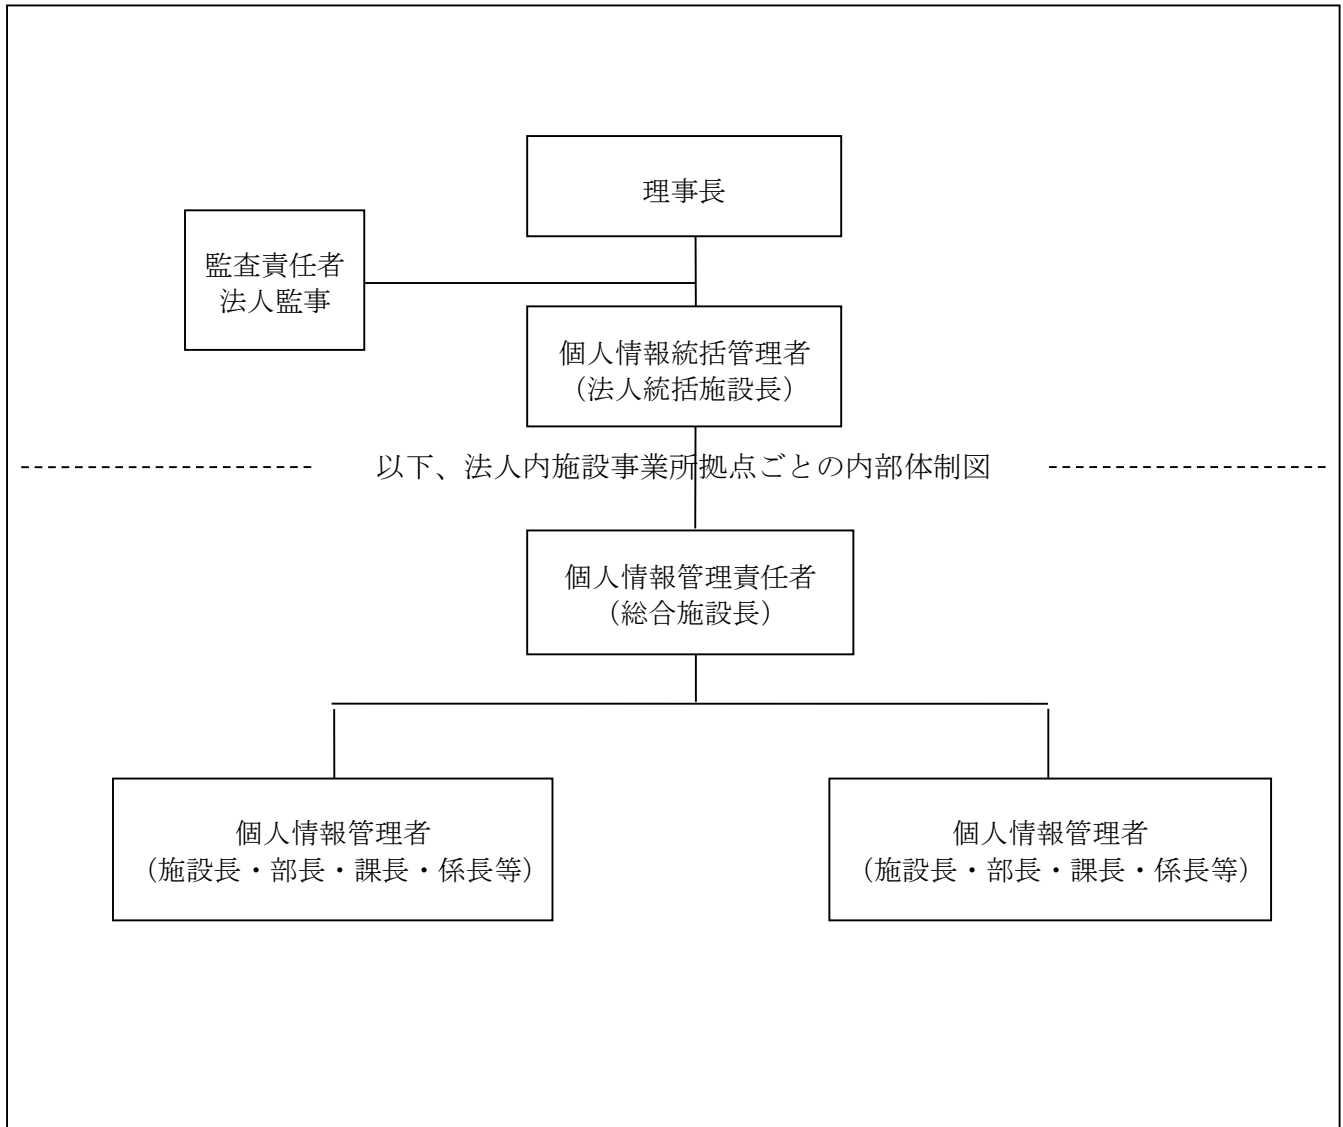 理事長
監査責任者
法人監事
個人情報統括管理者
（法人統括施設長）
以下、法人内施設事業所拠点ごとの内部体制図
個人情報管理責任者
（総合施設長）
個人情報管理者
（施設長・部長・課長・係長等）
個人情報管理者
（施設長・部長・課長・係長等）